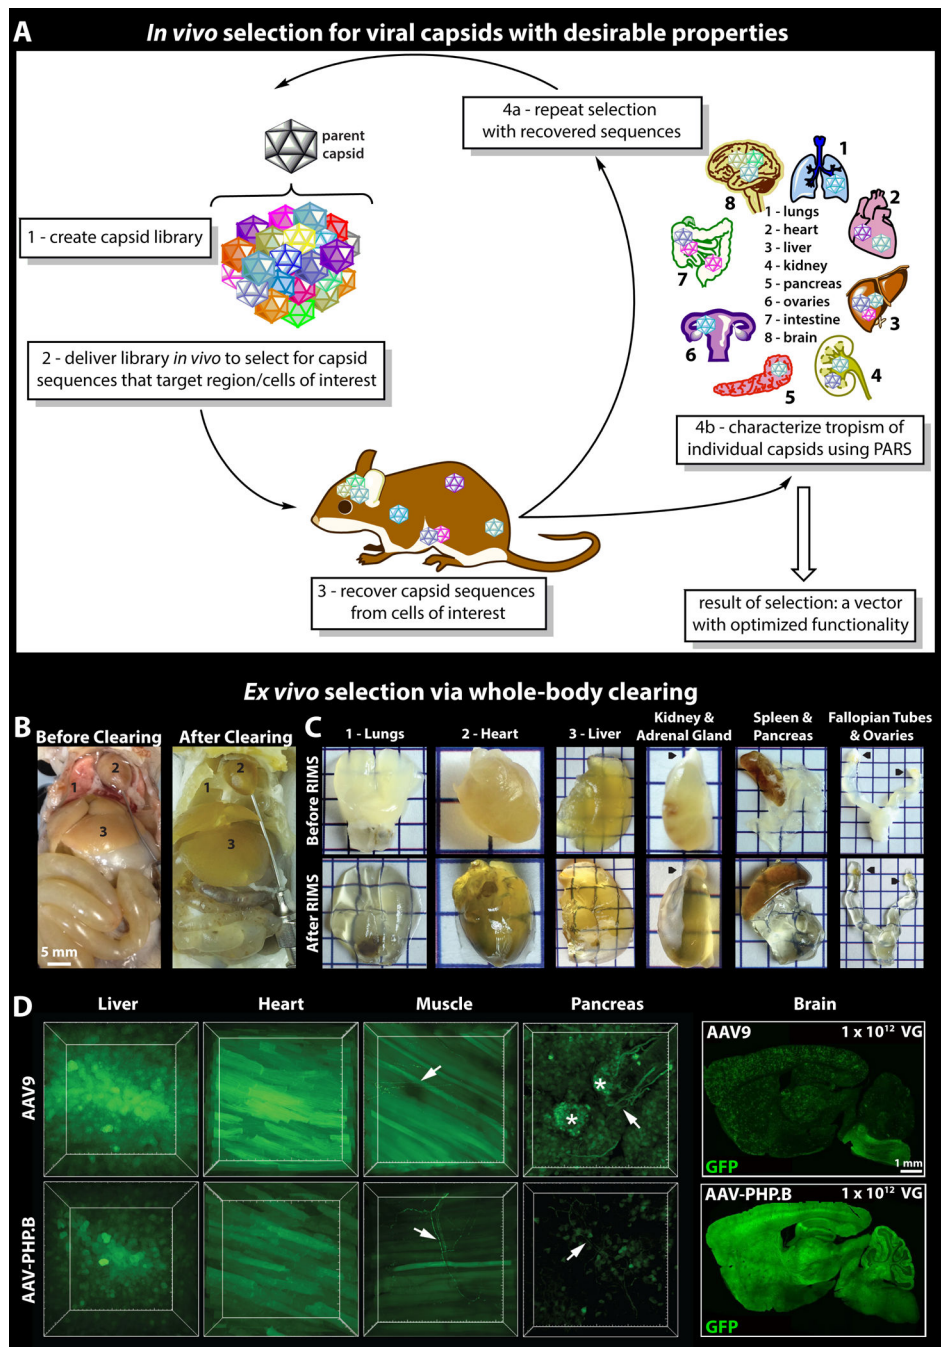 A
In vivo selection for viral capsids with desirable properties
4a - repeat selection
with recovered sequences
parent
capsid
1 - create capsid library
2 - deliver library in vivo to select for capsid
sequences that target region/cells of interest
3 - recover capsid sequences
from cells of interest
1
2
3
4
5
6
7
8
1 - lungs
2 - heart
3 - liver
4 - kidney
5 - pancreas
6 - ovaries
7 - intestine
8 - brain
4b - characterize tropism of
individual capsids using PARS
result of selection: a vector
with optimized functionality
Ex vivo selection via whole-body clearing
B
Before Clearing
After Clearing
1
2
3
5 mm
1
2
3
C
1 - Lungs
2 - Heart
3 - Liver
Kidney &
Adrenal Gland
Spleen &
Pancreas
Fallopian Tubes
& Ovaries
Before RIMS
After RIMS
D
Liver
Heart
Muscle
Pancreas
Brain
AAV9
*
*
AAV9
1 x 10¹² VG
GFP
1 mm
AAV-PHP.B
AAV-PHP.B
1 x 10¹² VG
GFP